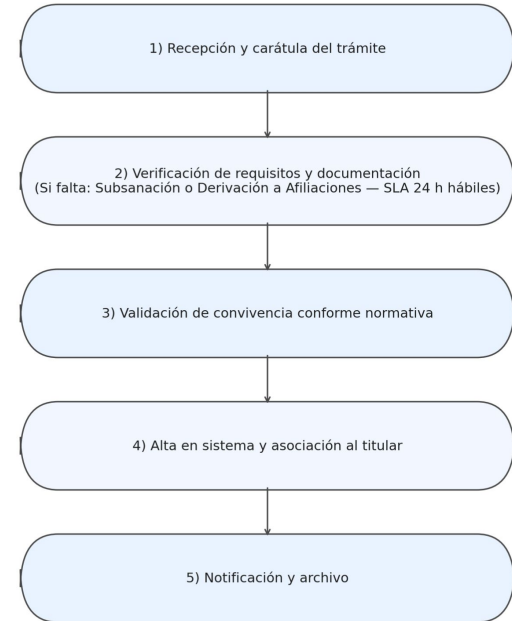 1) Recepción y carátula del trámite
2) Verificación de requisitos y documentación
(Si falta: Subsanación o Derivación a Afiliaciones — SLA 24 h hábiles)
3) Validación de convivencia conforme normativa
4) Alta en sistema y asociación al titular
5) Notificación y archivo